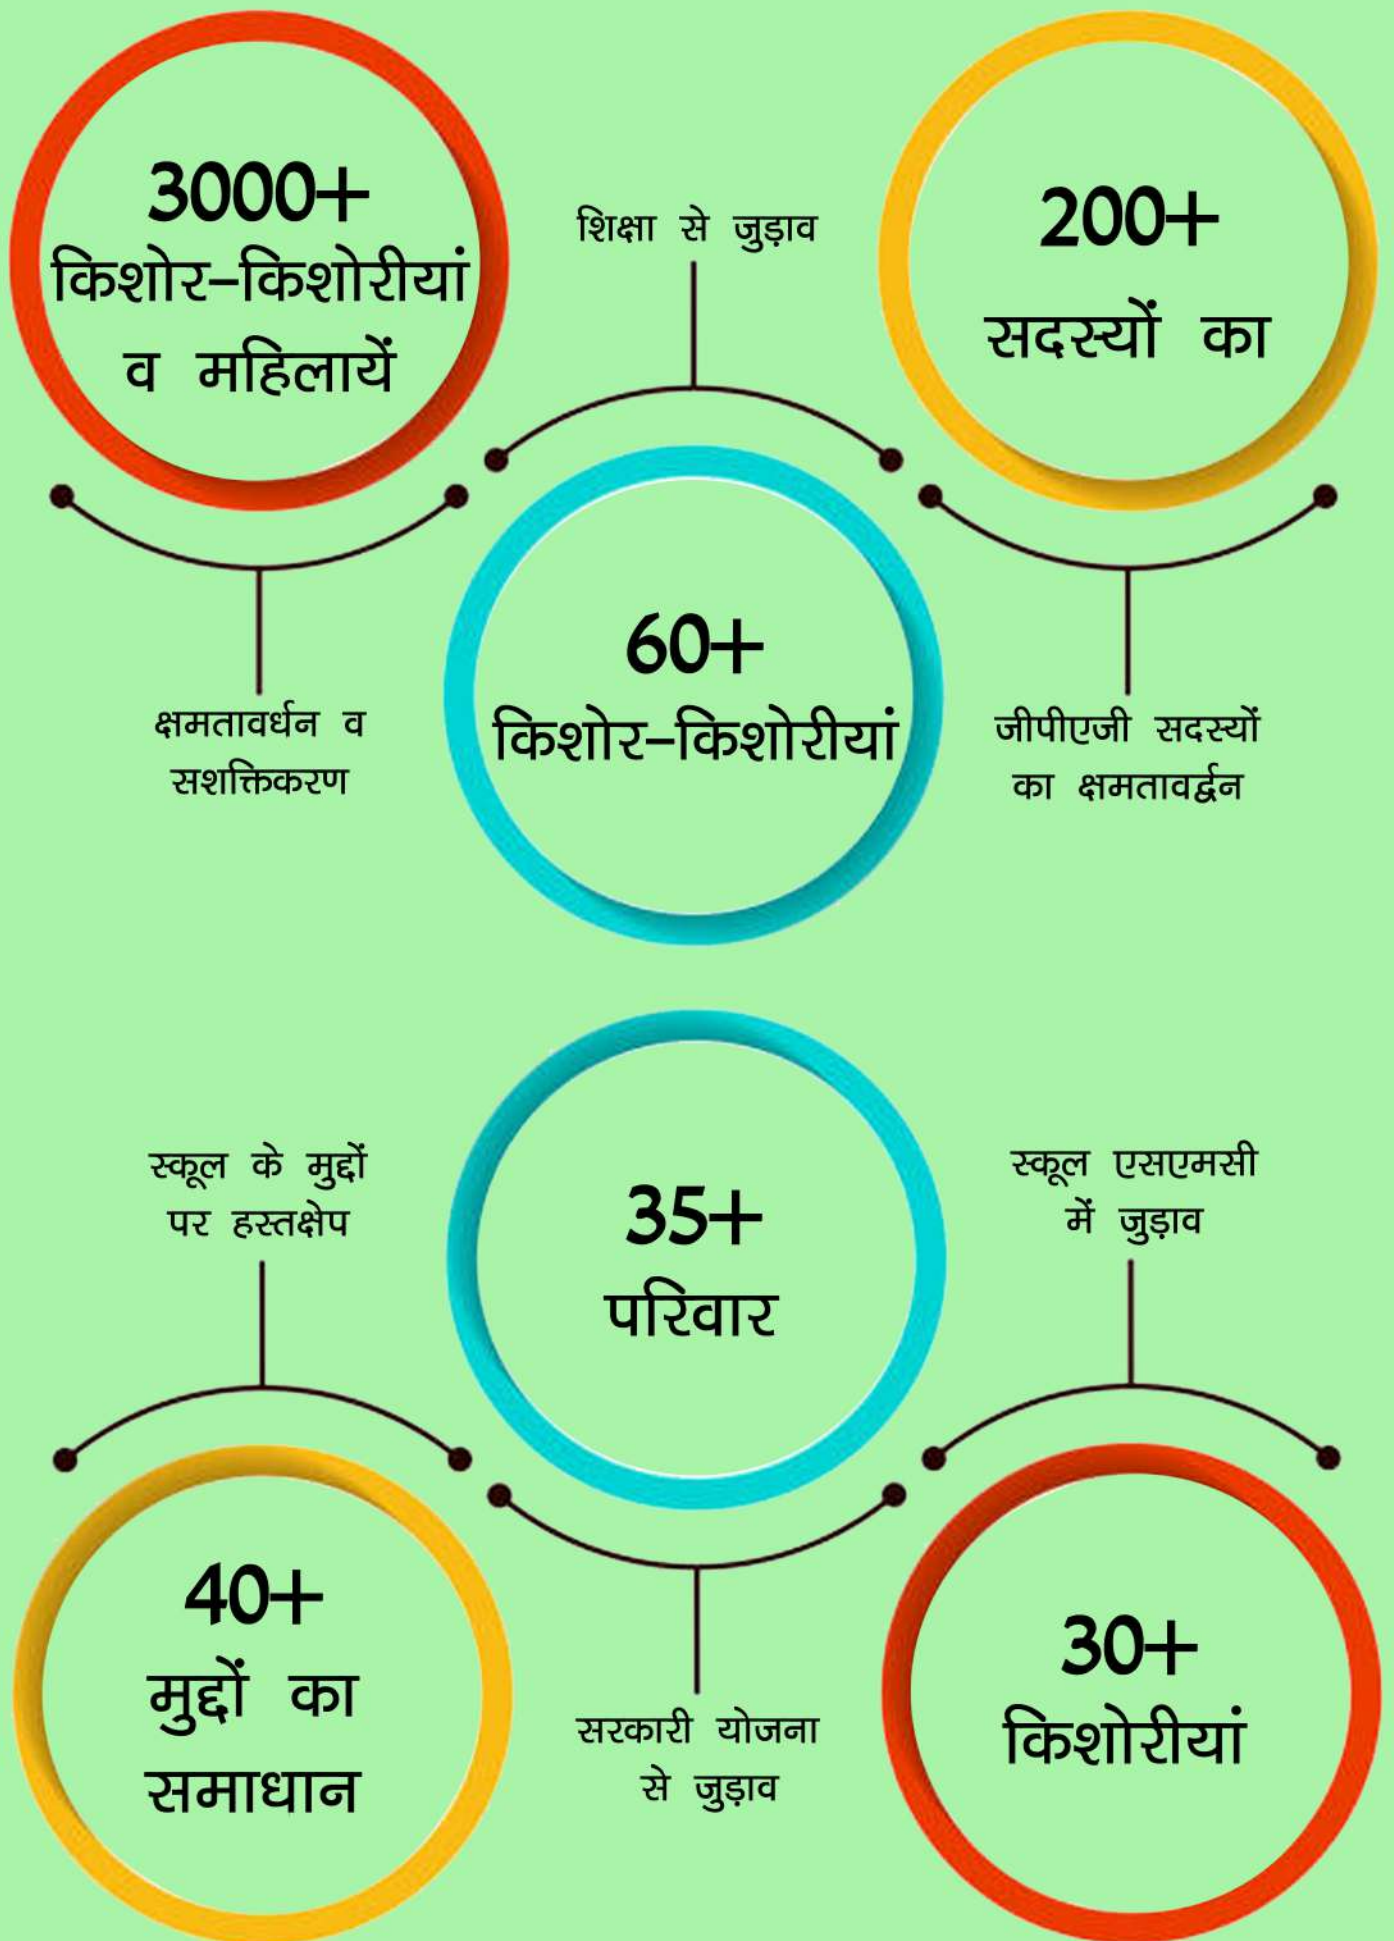 3000+
किशोर-किशोरीयां
व महिलायें
क्षमतावर्धन व
सशक्तिकरण
शिक्षा से जुड़ाव
60+
किशोर-किशोरीयां
200+
सदस्यों का
जीपीएजी सदस्यों
का क्षमतावर्द्वन
स्कूल के मुद्दों
पर हस्तक्षेप
40+
मुद्दों का
समाधान
35+
परिवार
सरकारी योजना
से जुड़ाव
स्कूल एसएमसी
में जुड़ाव
30+
किशोरीयां